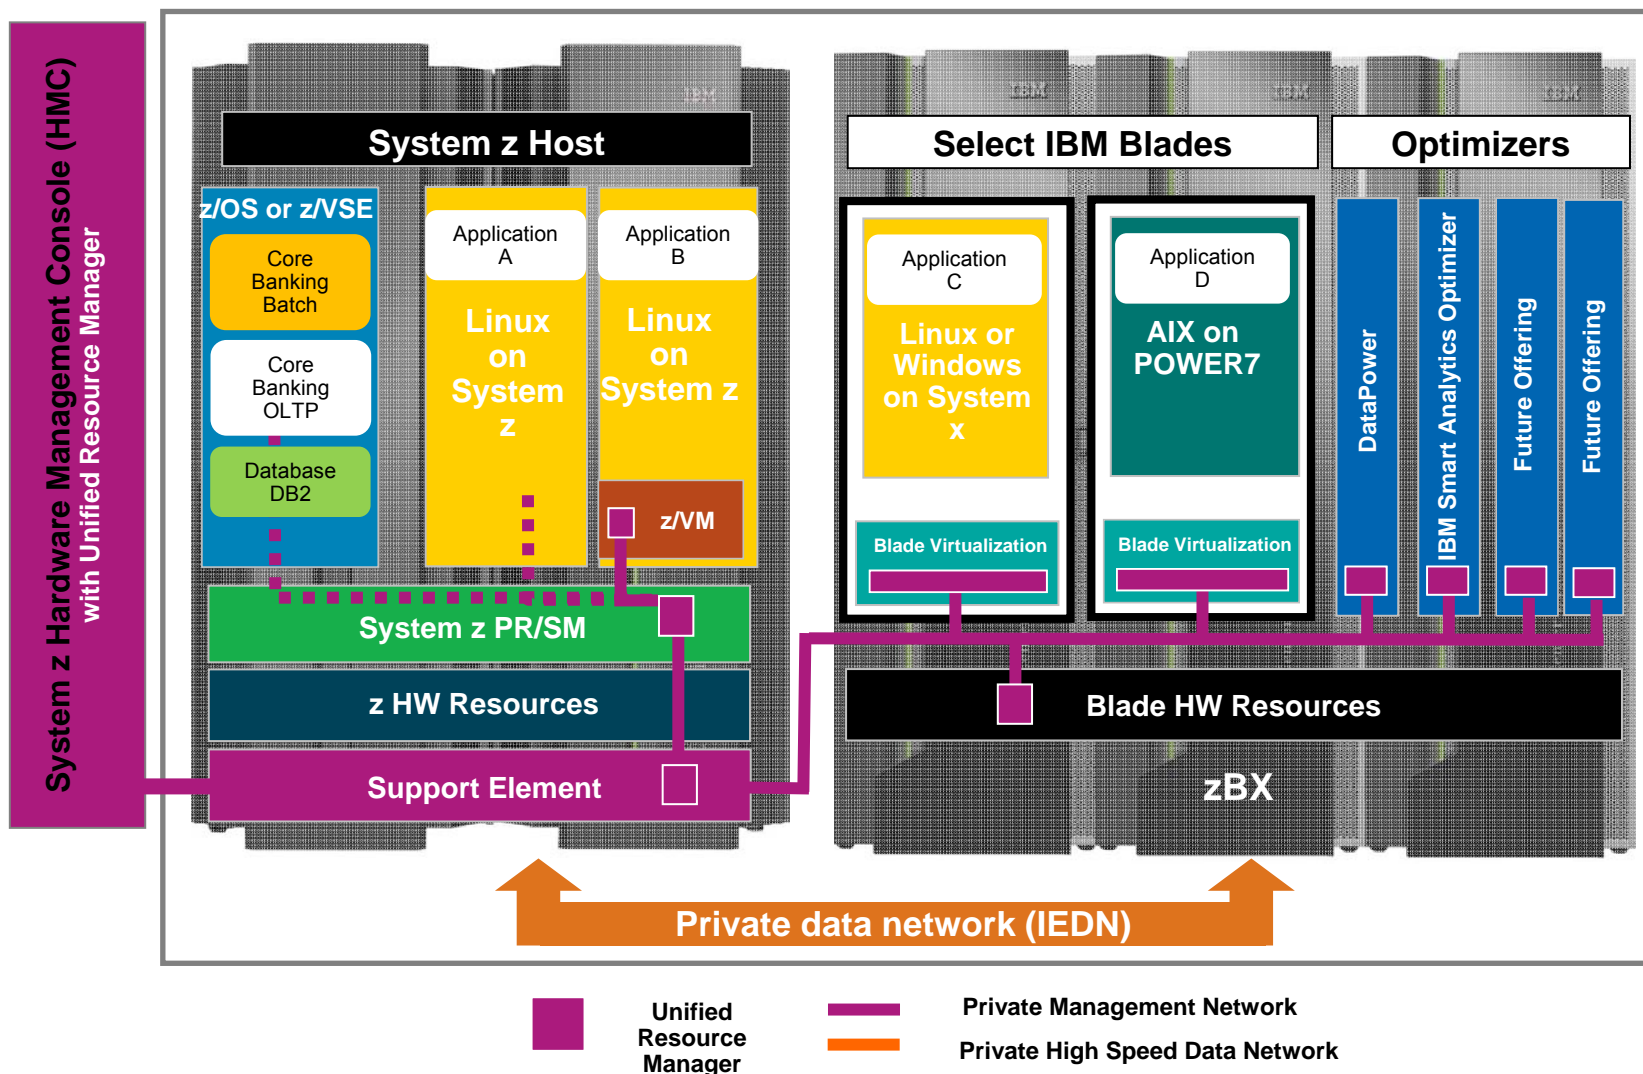 System z Hardware Management Console (HMC)
with Unified Resource Manager
IBM
IBM
IBM
IBM
System z Host
Select IBM Blades
Optimizers
z/OS or z/VSE
Core
Banking
Batch
Core
Banking
OLTP
Database
DB2
Application
A
Linux
on
System
z
Application
B
Linux
on
System z
z/VM
Application
C
Linux or
Windows
on System
x
Blade Virtualization
Application
D
AIX on
POWER7
Blade Virtualization
DataPower
IBM Smart Analytics Optimizer
Future Offering
Future Offering
System z PR/SM
z HW Resources
Support Element
Blade HW Resources
zBX
Private data network (IEDN)
Unified
Resource
Manager
Private Management Network
Private High Speed Data Network